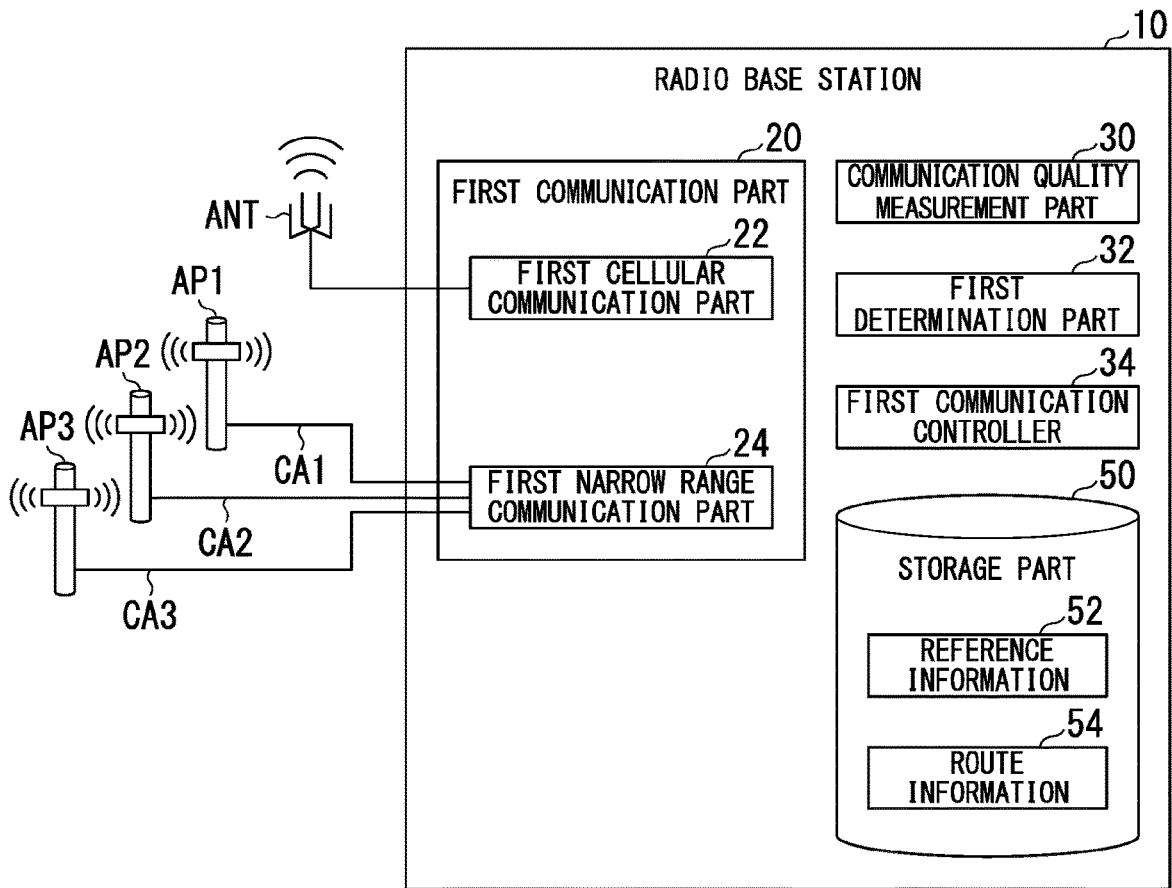 10
RADIO BASE STATION
20
FIRST COMMUNICATION PART
22
FIRST CELLULAR
COMMUNICATION PART
24
FIRST NARROW RANGE
COMMUNICATION PART
30
COMMUNICATION QUALITY
MEASUREMENT PART
32
FIRST
DETERMINATION PART
34
FIRST COMMUNICATION
CONTROLLER
50
STORAGE PART
52
REFERENCE
INFORMATION
54
ROUTE
INFORMATION
ANT
AP1
AP2
AP3
CA1
CA2
CA3